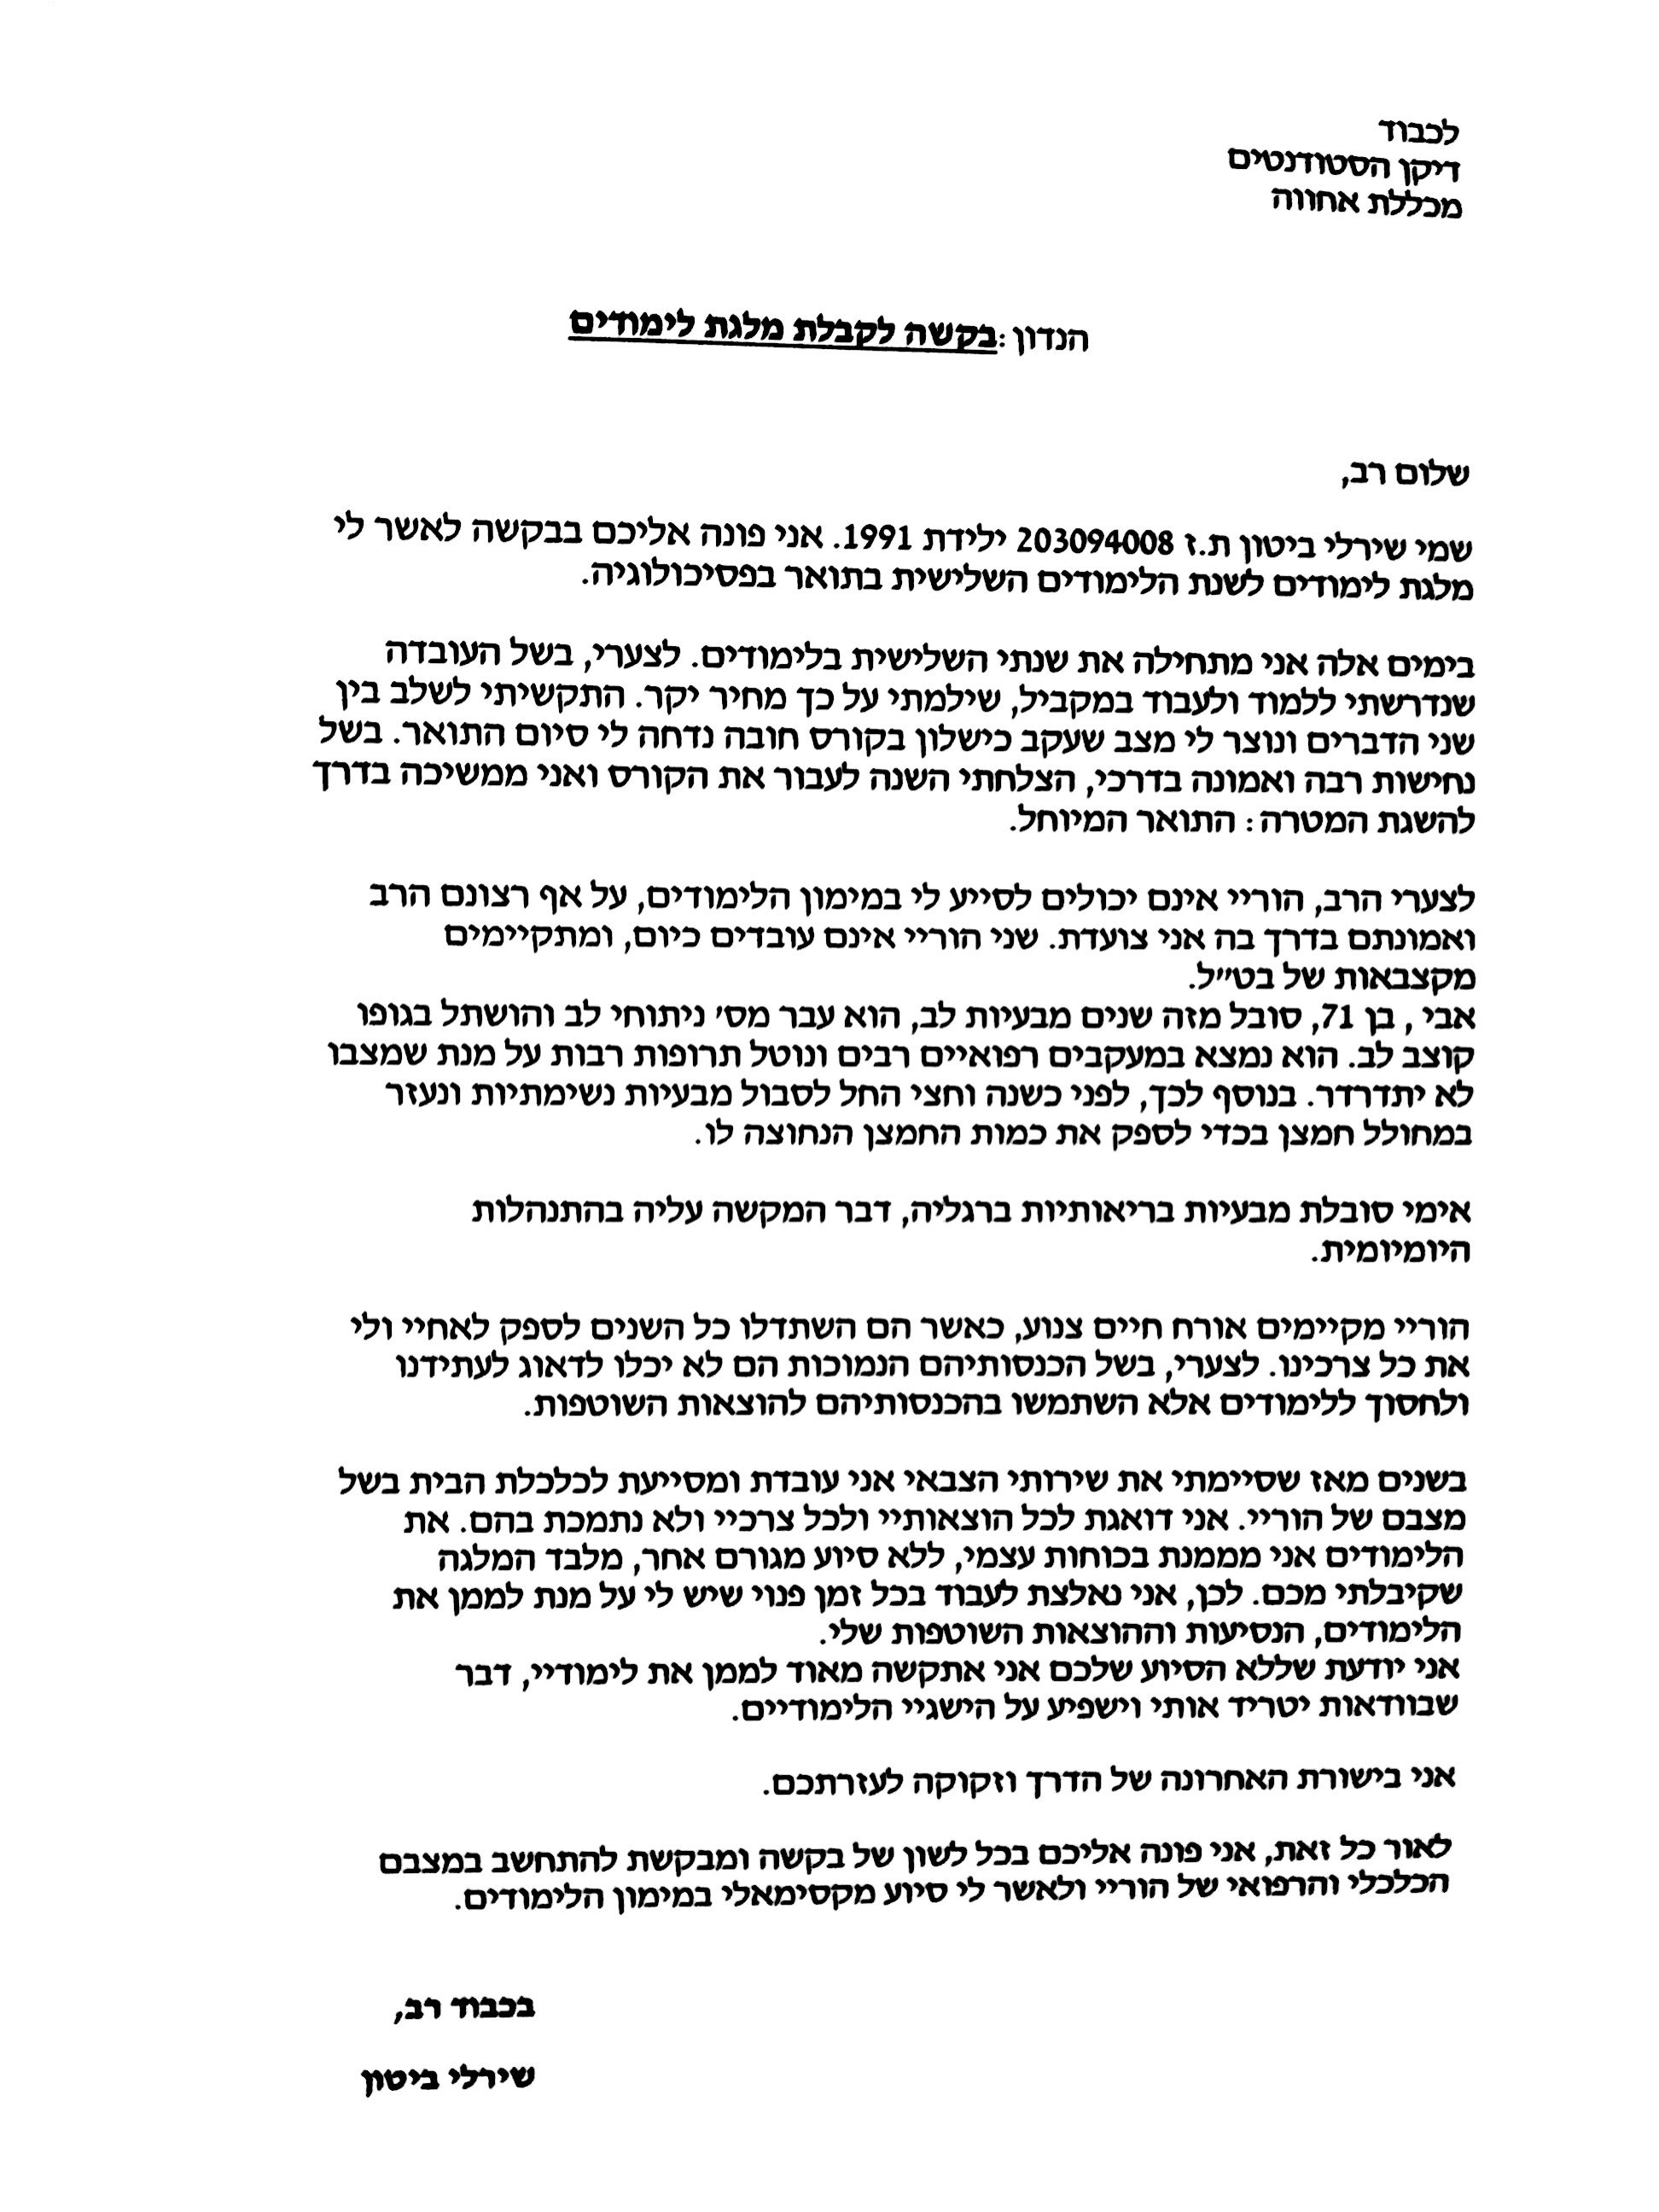 לכבוד
דיקן הסטודנטים
מכללת אחווה
הנדון: בקשה לקבלת מלגת לימודים
שלום רב,
שמי שירלי ביטון ת.ז 203094008 ילידת 1991. אני פונה אליכם בבקשה לאשר לי
מלגת לימודים לשנת הלימודים השלישית בתואר בפסיכולוגיה.
בימים אלה אני מתחילה את שנתי השלישית בלימודים. לצערי, בשל העובדה
שנדרשתי ללמוד ולעבוד במקביל, שילמתי על כך מחיר יקר. התקשיתי לשלב בין
שני הדברים ונוצר לי מצב שעקב כישלון בקורס חובה נדחה לי סיום התואר. בשל
נחישות רבה ואמונה בדרכי, הצלחתי השנה לעבור את הקורס ואני ממשיכה בדרך
להשגת המטרה: התואר המיוחל.
לצערי הרב, הוריי אינם יכולים לסייע לי במימון הלימודים, על אף רצונם הרב
ואמונתם בדרך בה אני צועדת. שני הוריי אינם עובדים כיום, ומתקיימים
מקצבאות של בט״ל.
אבי, בן 71, סובל מזה שנים מבעיות לב, הוא עבר מס׳ ניתוחי לב והושתל בגופו
קוצב לב. הוא נמצא במעקבים רפואיים רבים ונוטל תרופות רבות על מנת שמצבו
לא יתדרדר. בנוסף לכך, לפני כשנה וחצי החל לסבול מבעיות נשימתיות ונעזר
במחולל חמצן בכדי לספק את כמות החמצן הנחוצה לו.
אימי סובלת מבעיות בריאותיות ברגליה, דבר המקשה עליה בהתנהלות
היומיומית.
הוריי מקיימים אורח חיים צנוע, כאשר הם השתדלו כל השנים לספק לאחיי ולי
את כל צרכינו. לצערי, בשל הכנסותיהם הנמוכות הם לא יכלו לדאוג לעתידנו
ולחסוך ללימודים אלא השתמשו בהכנסותיהם להוצאות השוטפות.
בשנים מאז שסיימתי את שירותי הצבאי אני עובדת ומסייעת לכלכלת הבית בשל
מצבם של הוריי. אני דואגת לכל הוצאותיי ולכל צרכיי ולא נתמכת בהם. את
הלימודים אני מממנת בכוחות עצמי, ללא סיוע מגורם אחר, מלבד המלגה
שקיבלתי מכם. לכן, אני נאלצת לעבוד בכל זמן פנוי שיש לי על מנת לממן את
הלימודים, הנסיעות וההוצאות השוטפות שלי.
אני יודעת שללא הסיוע שלכם אני אתקשה מאוד לממן את לימודיי, דבר
שבוודאות יטריד אותי וישפיע על הישגיי הלימודיים.
אני בישורת האחרונה של הדרך וזקוקה לעזרתכם.
לאור כל זאת, אני פונה אליכם בכל לשון של בקשה ומבקשת להתחשב במצבם
הכלכלי והרפואי של הוריי ולאשר לי סיוע מקסימאלי במימון הלימודים.
בכבוד רב,
שירלי ביטון